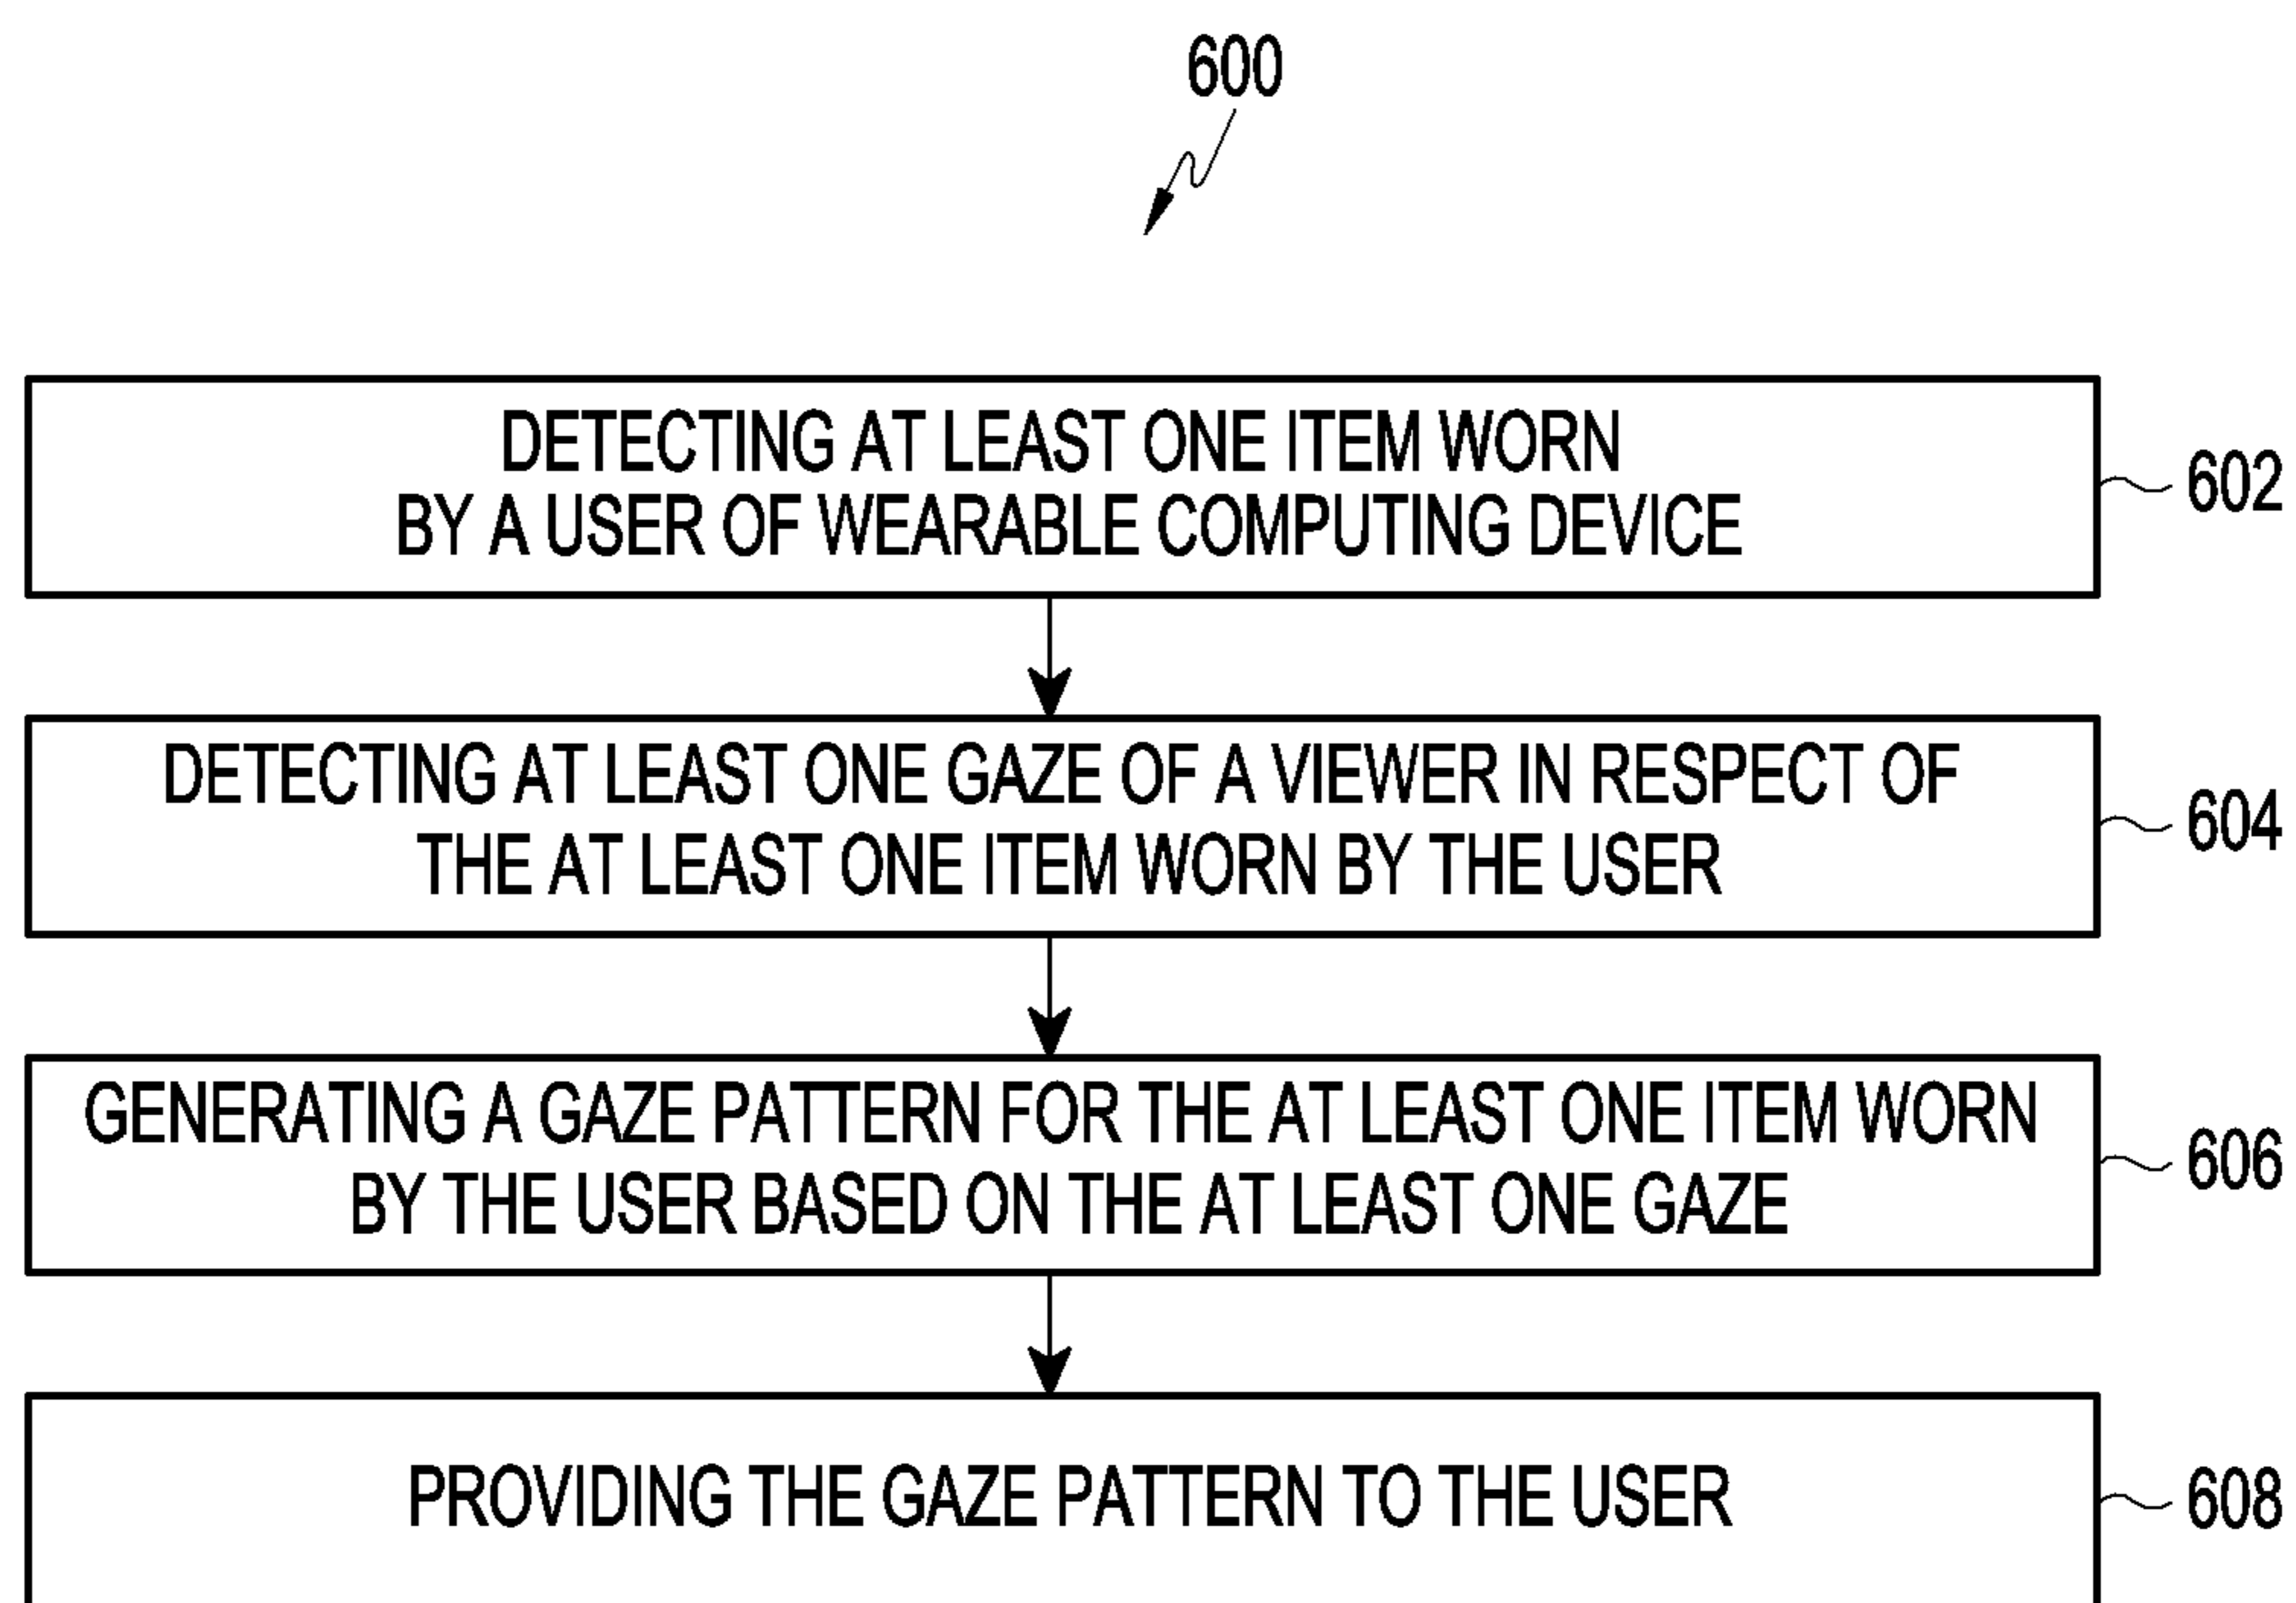 600
DETECTING AT LEAST ONE ITEM WORN
BY A USER OF WEARABLE COMPUTING DEVICE
602
DETECTING AT LEAST ONE GAZE OF A VIEWER IN RESPECT OF
THE AT LEAST ONE ITEM WORN BY THE USER
604
GENERATING A GAZE PATTERN FOR THE AT LEAST ONE ITEM WORN
BY THE USER BASED ON THE AT LEAST ONE GAZE
606
PROVIDING THE GAZE PATTERN TO THE USER
608